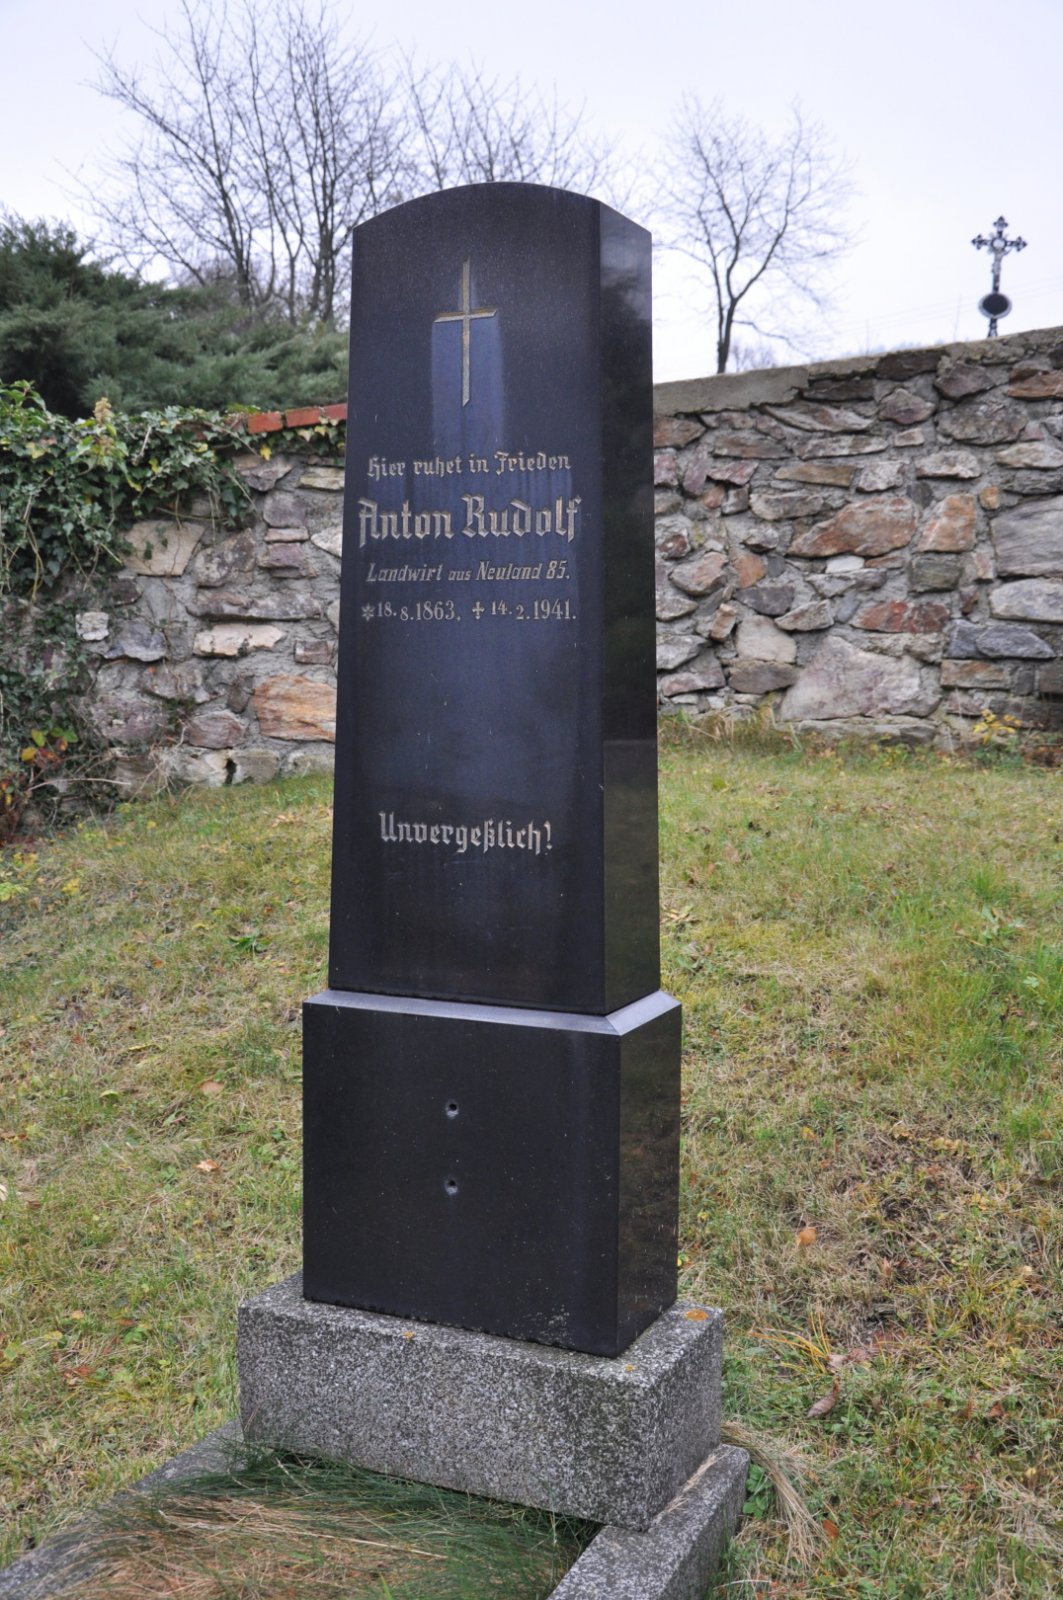 Hier ruhet in Frieden
Anton Rudolf
Landwirt aus Neuland 85.
*18.8.1863, +14.2.1941.
Unvergeßlich!